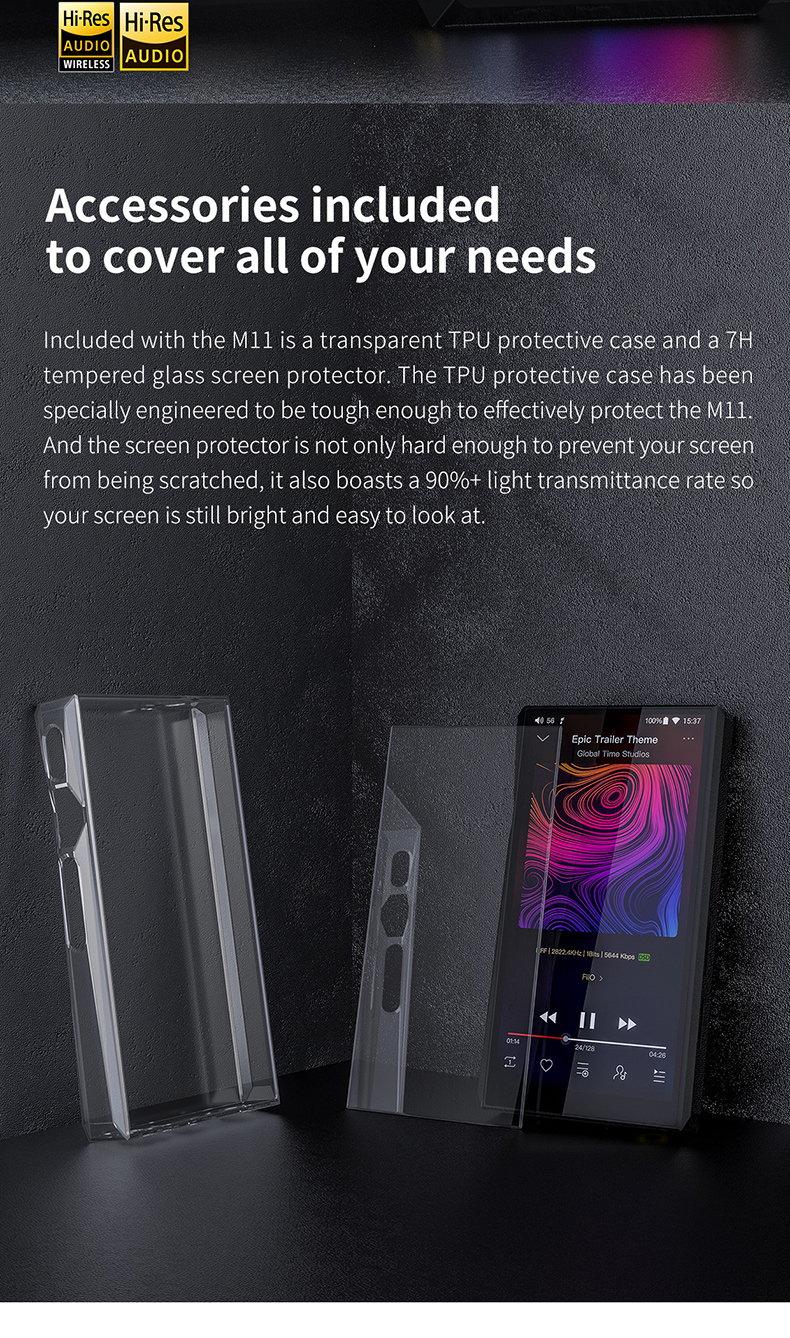 Hi-Res
AUDIO
WIRELESS
Hi-Res
AUDIO
Accessories included
to cover all of your needs
Included with the M11 is a transparent TPU protective case and a 7H
tempered glass screen protector. The TPU protective case has been
specially engineered to be tough enough to effectively protect the M11.
And the screen protector is not only hard enough to prevent your screen
from being scratched, it also boasts a 90%+ light transmittance rate so
your screen is still bright and easy to look at.
56
100% 15:37
Epic Trailer Theme
Global Time Studios
FF | 2822.4KHz | 1Bits | 5644 Kbps DSD
FiiO >
01:14
24/128
04:26
1